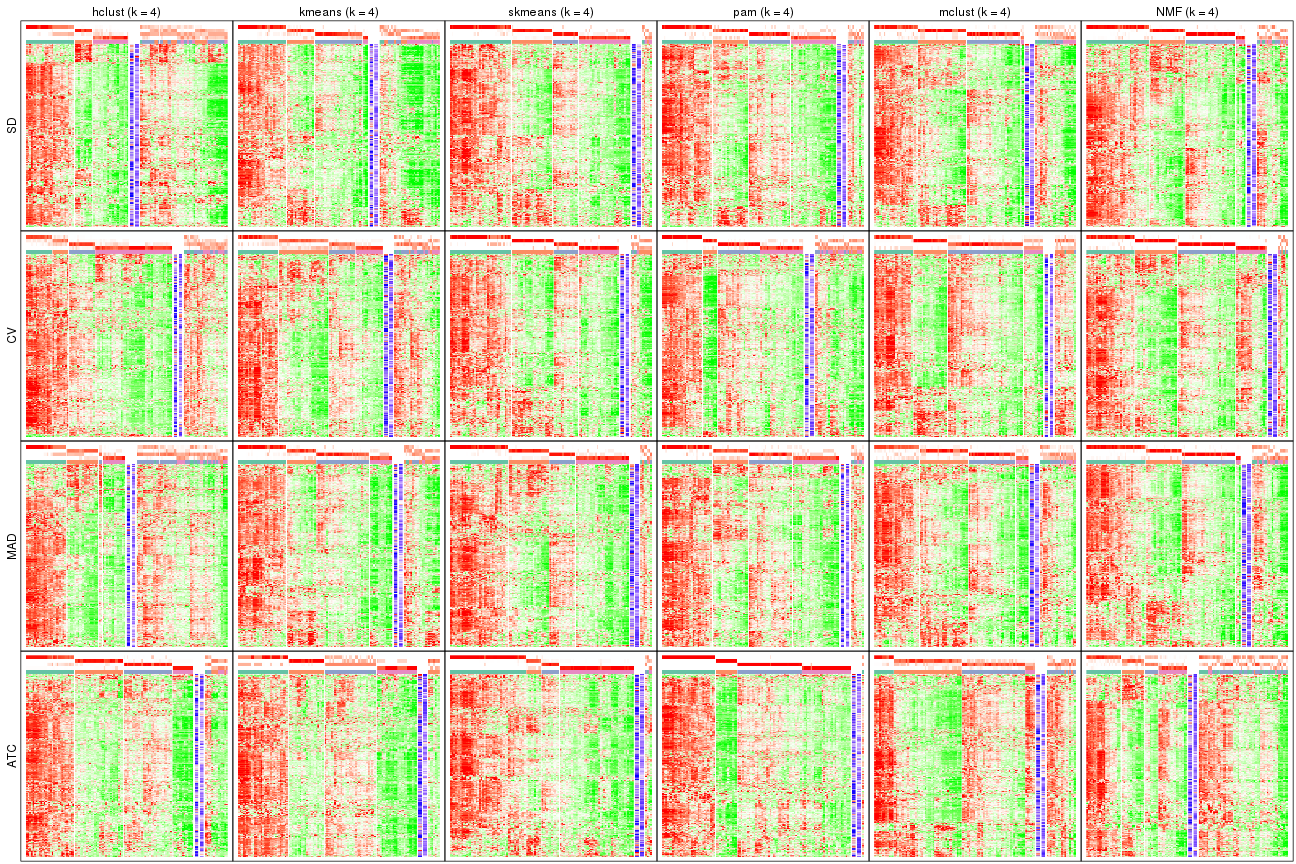 hclust (k = 4)
kmeans (k = 4)
skmeans (k = 4)
pam (k = 4)
mclust (k = 4)
NMF (k = 4)
SD
CV
MAD
ATC